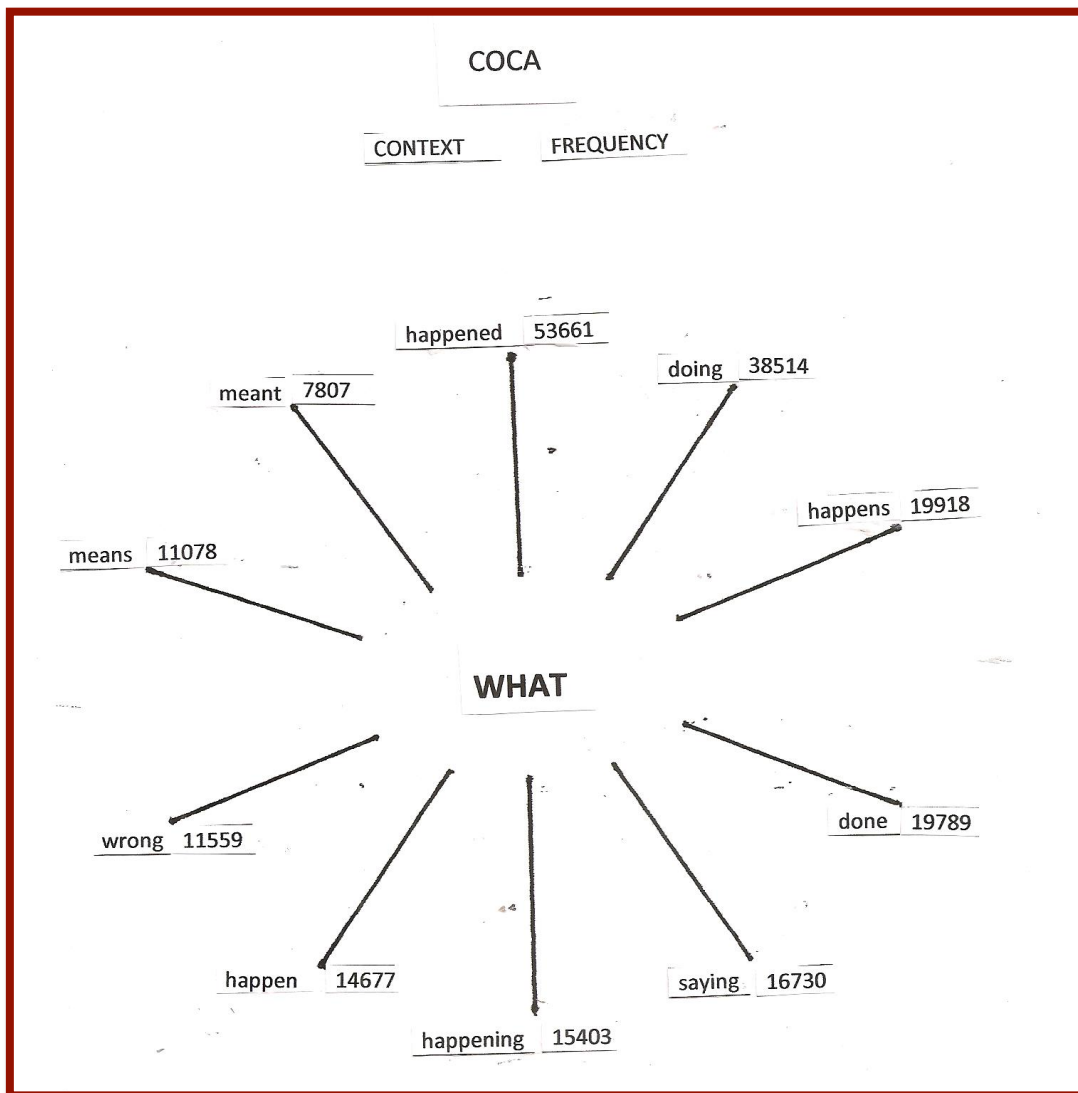 COCA
CONTEXT FREQUENCY
happened 53661
doing 38514
meant 7807
happens 19918
means 11078
WHAT
done 19789
wrong 11559
happen 14677
saying 16730
happening 15403